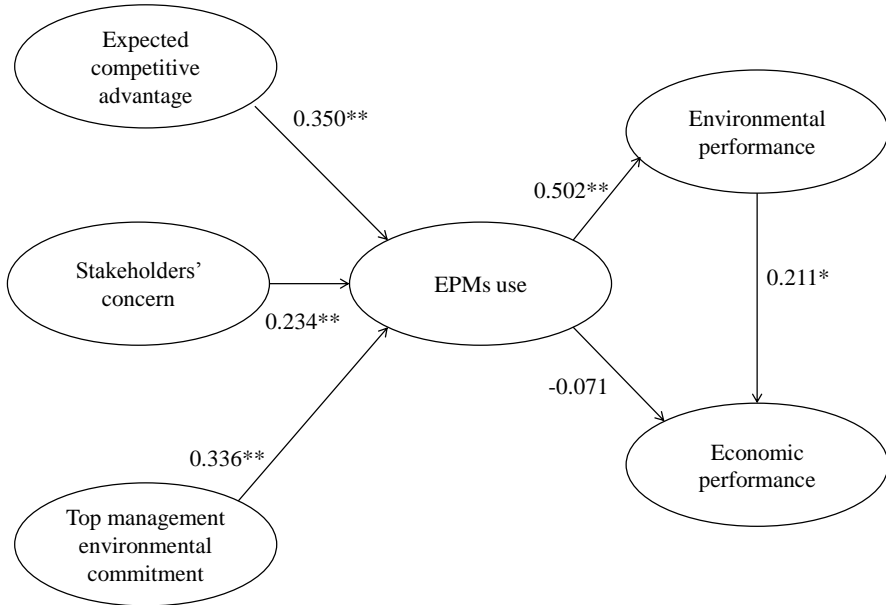 Expected
competitive
advantage
0.350**
Environmental
performance
0.502**
Stakeholders’
concern
0.234**
EPMs use
0.211*
-0.071
0.336**
Economic
performance
Top management
environmental
commitment